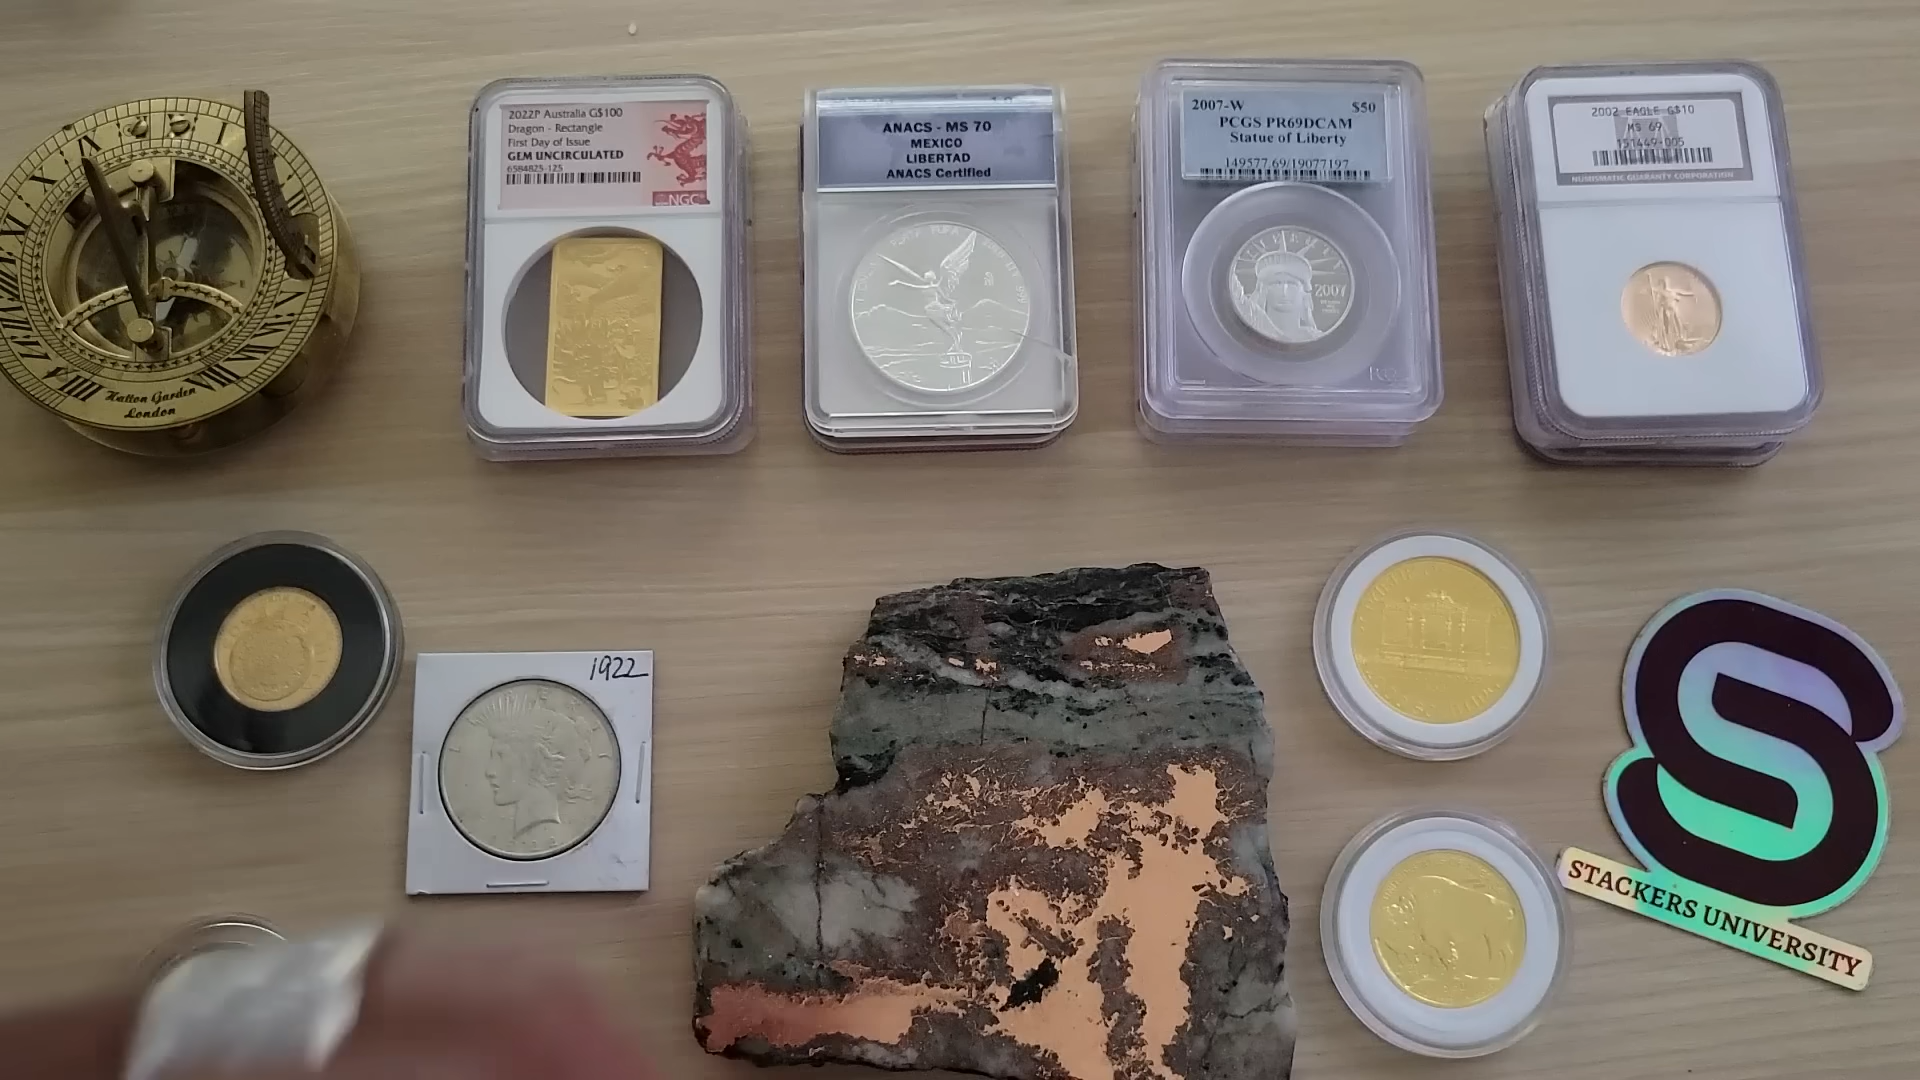 Hatton Garden
London
2022P Australia G$100
Dragon - Rectangle
First Day of Issue
GEM UNCIRCULATED
6584825-125
NGC
ANACS - MS 70
MEXICO
LIBERTAD
ANACS Certified
2007-W $50
PCGS PR69DCAM
Statue of Liberty
149577.69/19077197
2007
2002 EAGLE G$10
MS 69
151449-005
NUMISMATIC GUARANTY CORPORATION
1922
STACKERS UNIVERSITY